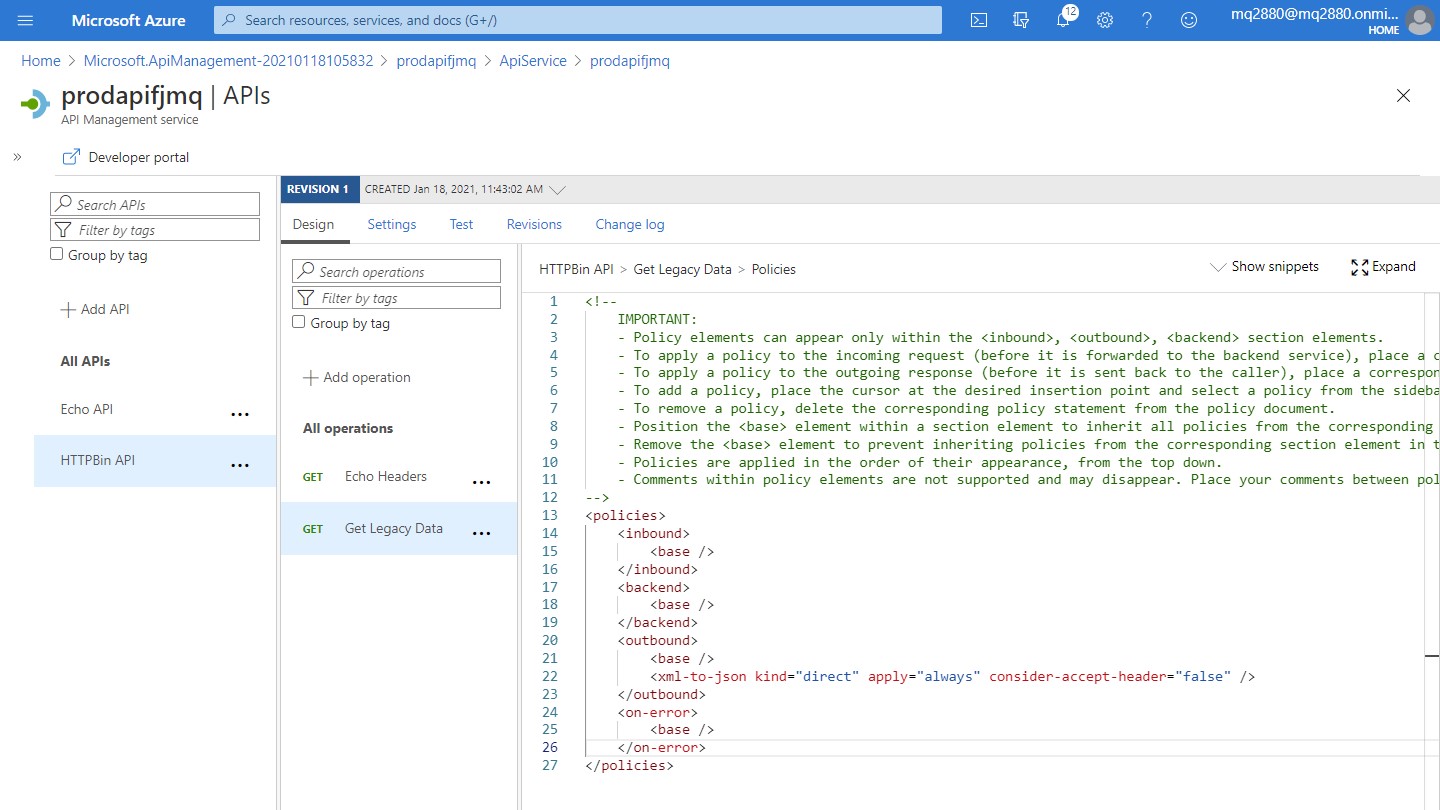 Microsoft Azure
Search resources, services, and docs (G+/)
12
mq2880@mq2880.onmi...
HOME
Home > Microsoft.ApiManagement-20210118105832 > prodapifjmq > ApiService > prodapifjmq
prodapifjmq | APIs
API Management service
Developer portal
Search APIs
Filter by tags
Group by tag
Add API
All APIs
Echo API
HTTPBin API
REVISION 1 CREATED Jan 18, 2021, 11:43:02 AM
Design Settings Test Revisions Change log
Search operations
Filter by tags
Group by tag
Add operation
All operations
GET Echo Headers
GET Get Legacy Data
HTTPBin API > Get Legacy Data > Policies
Show snippets Expand
1 <!--
2 IMPORTANT:
3 - Policy elements can appear only within the <inbound>, <outbound>, <backend> section elements.
4 - To apply a policy to the incoming request (before it is forwarded to the backend service), place a c
5 - To apply a policy to the outgoing response (before it is sent back to the caller), place a correspon
6 - To add a policy, place the cursor at the desired insertion point and select a policy from the sideba
7 - To remove a policy, delete the corresponding policy statement from the policy document.
8 - Position the <base> element within a section element to inherit all policies from the corresponding
9 - Remove the <base> element to prevent inheriting policies from the corresponding section element in t
10 - Policies are applied in the order of their appearance, from the top down.
11 - Comments within policy elements are not supported and may disappear. Place your comments between pol
12 -->
13 <policies>
14 <inbound>
15 <base />
16 </inbound>
17 <backend>
18 <base />
19 </backend>
20 <outbound>
21 <base />
22 <xml-to-json kind="direct" apply="always" consider-accept-header="false" />
23 </outbound>
24 <on-error>
25 <base />
26 </on-error>
27 </policies>